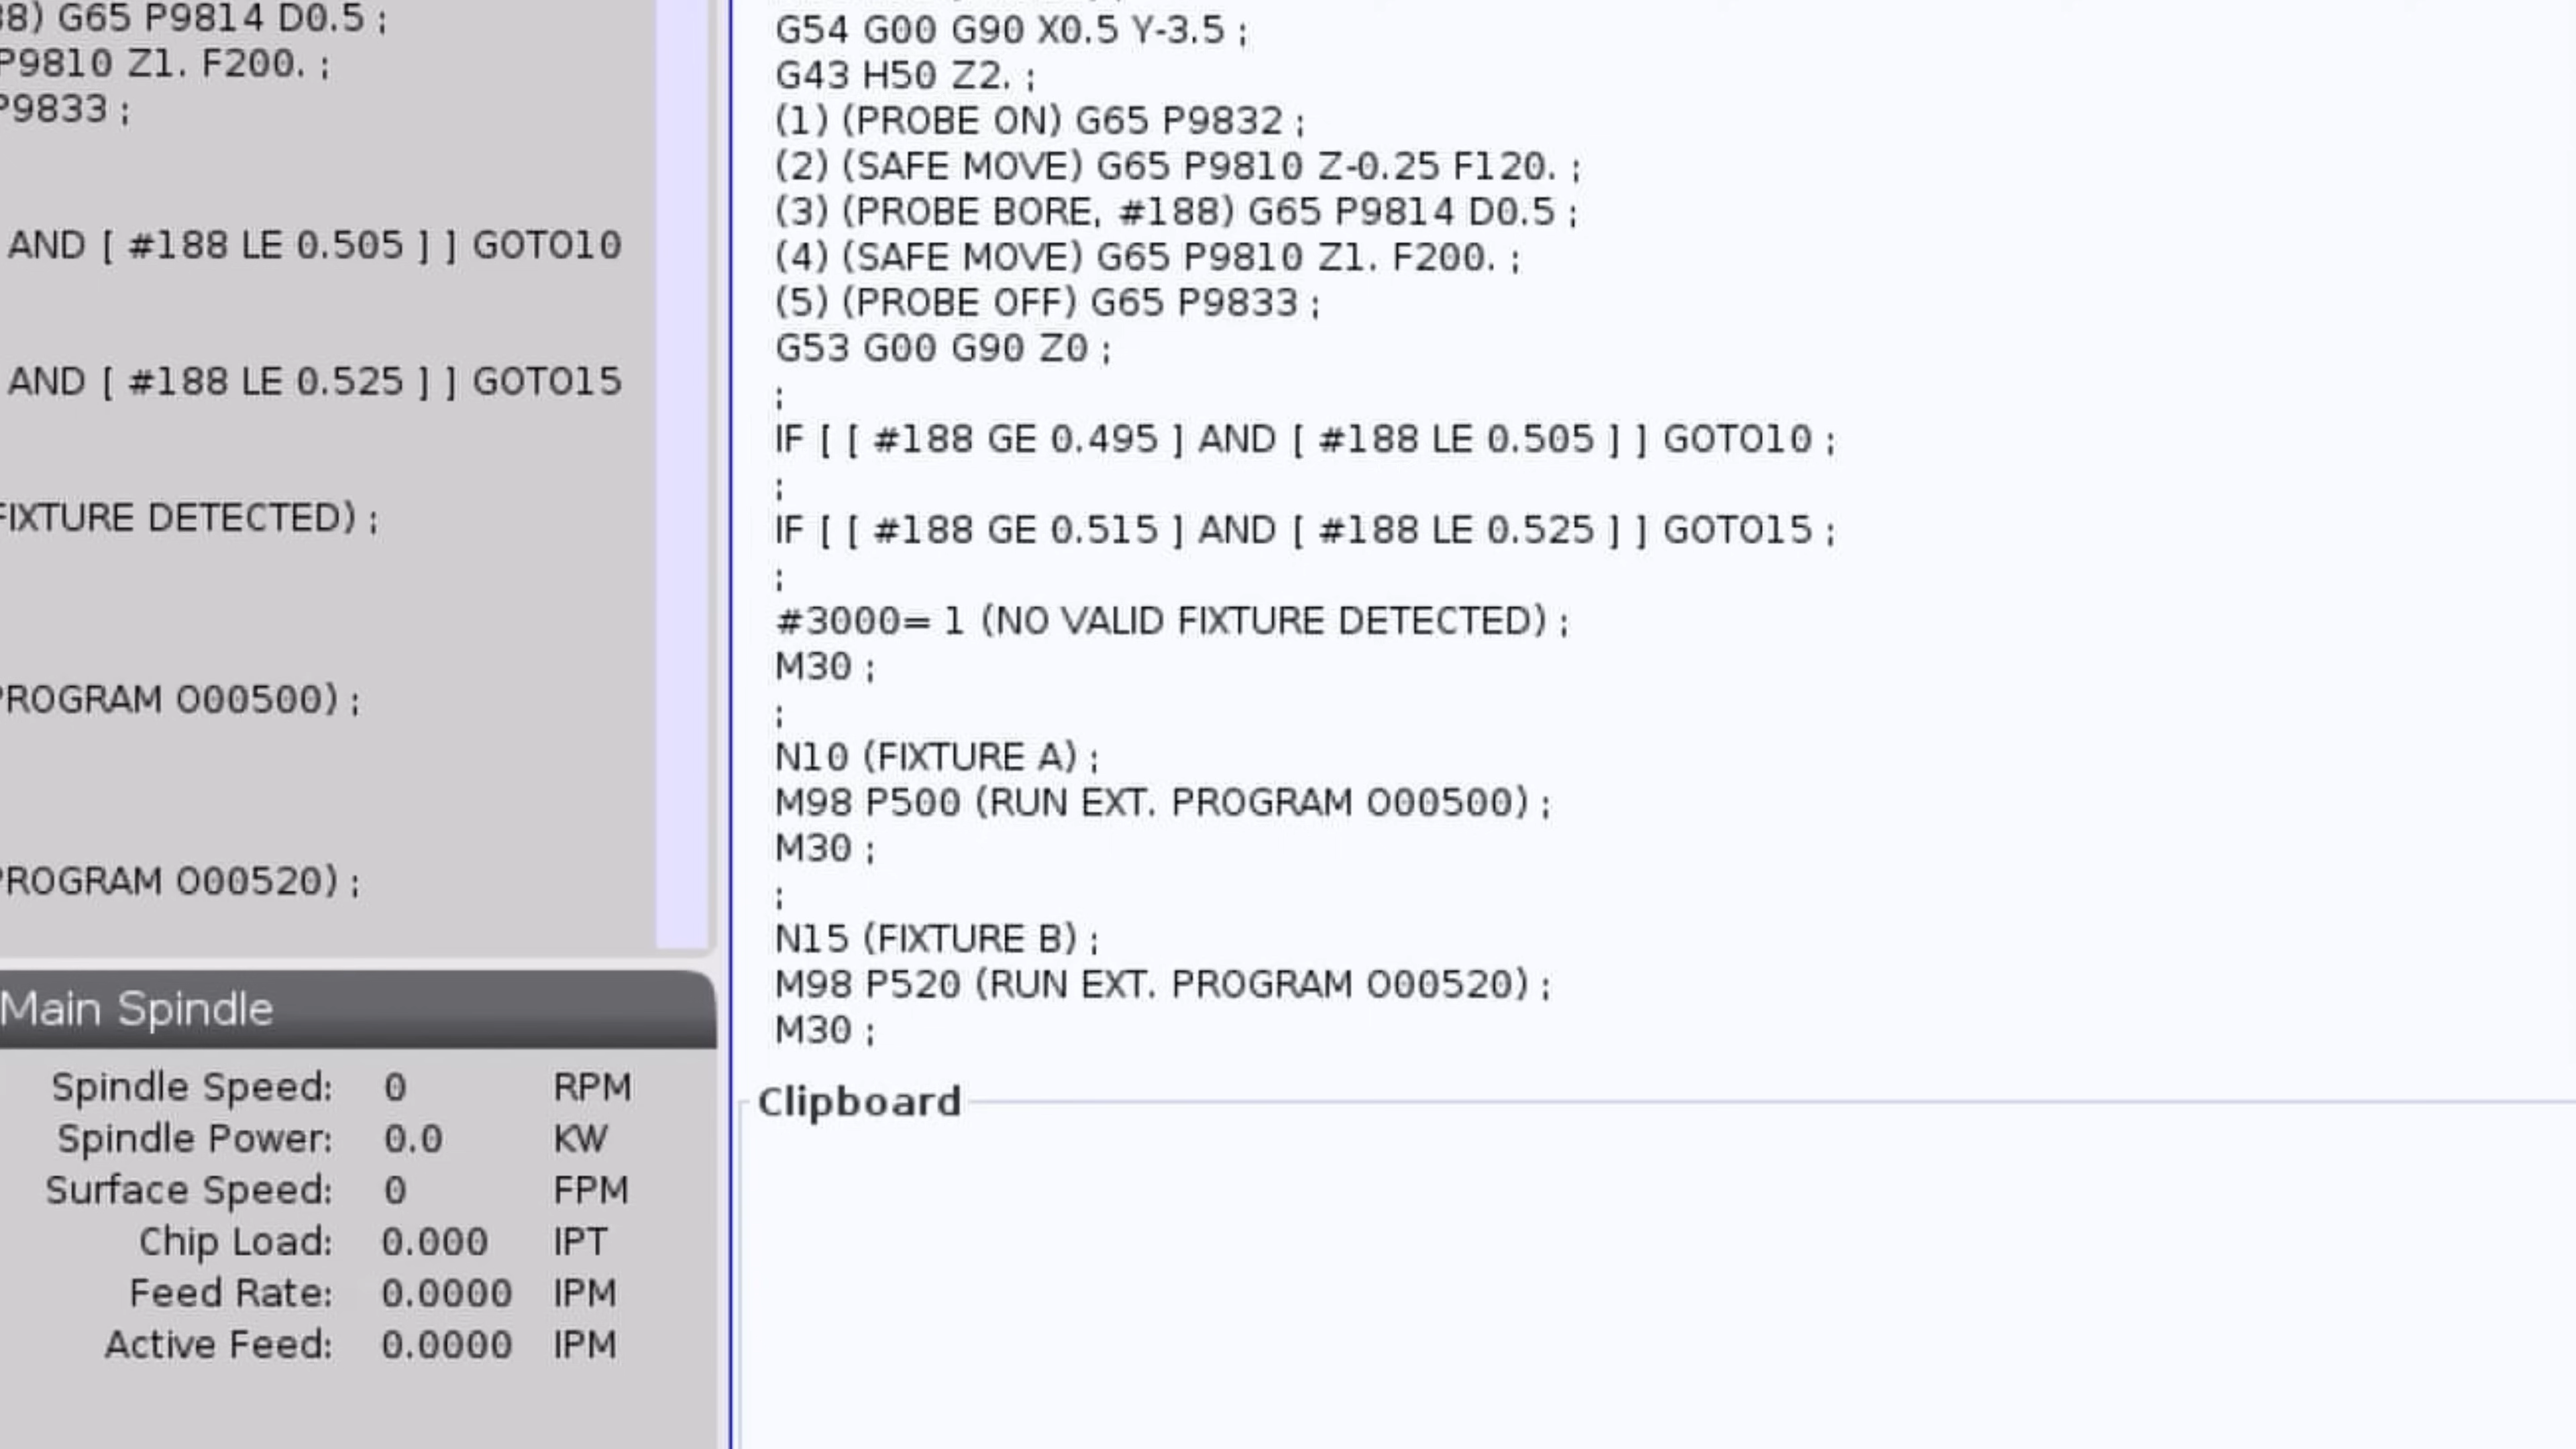 88) G65 P9814 D0.5 ;
P9810 Z1. F200. ;
P9833 ;
AND [ #188 LE 0.505 ] ] GOTO10
AND [ #188 LE 0.525 ] ] GOTO15
FIXTURE DETECTED) ;
PROGRAM O00500) ;
PROGRAM O00520) ;
Main Spindle
Spindle Speed: 0 RPM
Spindle Power: 0.0 KW
Surface Speed: 0 FPM
Chip Load: 0.000 IPT
Feed Rate: 0.0000 IPM
Active Feed: 0.0000 IPM
G54 G00 G90 X0.5 Y-3.5 ;
G43 H50 Z2. ;
(1) (PROBE ON) G65 P9832 ;
(2) (SAFE MOVE) G65 P9810 Z-0.25 F120. ;
(3) (PROBE BORE, #188) G65 P9814 D0.5 ;
(4) (SAFE MOVE) G65 P9810 Z1. F200. ;
(5) (PROBE OFF) G65 P9833 ;
G53 G00 G90 Z0 ;
;
IF [ [ #188 GE 0.495 ] AND [ #188 LE 0.505 ] ] GOTO10 ;
;
IF [ [ #188 GE 0.515 ] AND [ #188 LE 0.525 ] ] GOTO15 ;
;
#3000= 1 (NO VALID FIXTURE DETECTED) ;
M30 ;
;
N10 (FIXTURE A) ;
M98 P500 (RUN EXT. PROGRAM O00500) ;
M30 ;
;
N15 (FIXTURE B) ;
M98 P520 (RUN EXT. PROGRAM O00520) ;
M30 ;
Clipboard